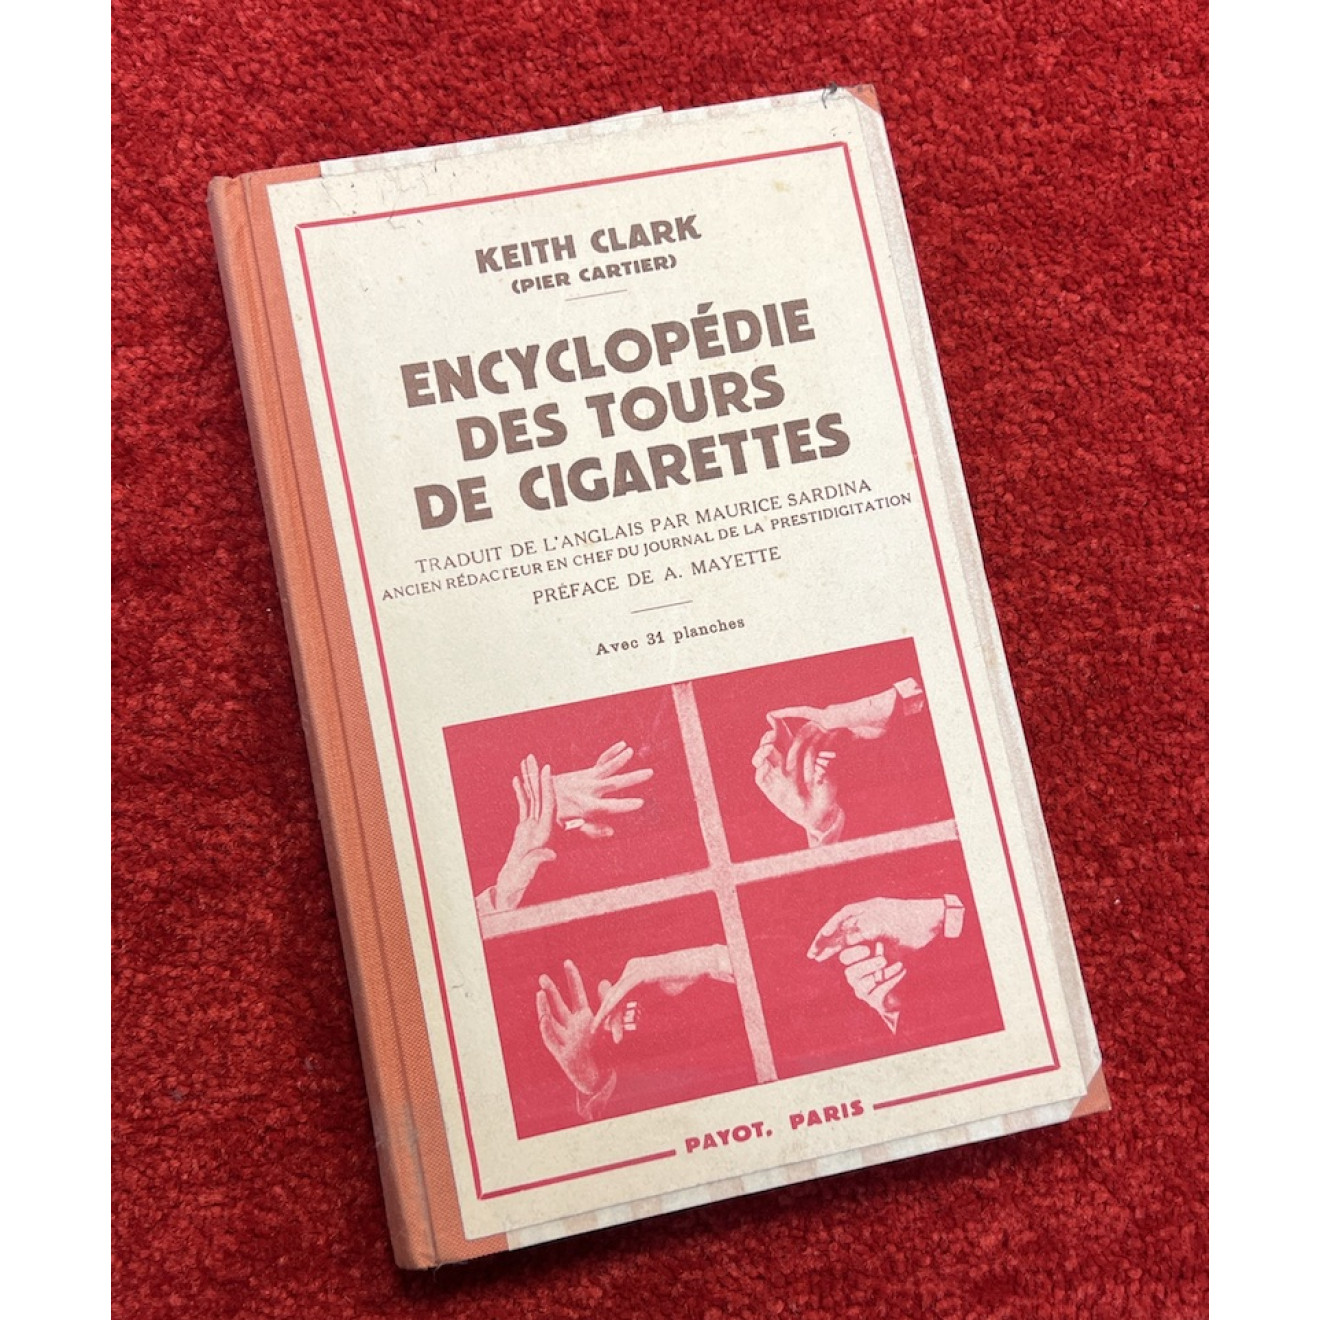 KEITH CLARK
(PIER CARTIER)
ENCYCLOPÉDIE
DES TOURS
DE CIGARETTES
TRADUIT DE L'ANGLAIS PAR MAURICE SARDINA
ANCIEN RÉDACTEUR EN CHEF DU JOURNAL DE LA PRESTIDIGITATION
PRÉFACE DE A. MAYETTE
Avec 31 planches
PAYOT, PARIS